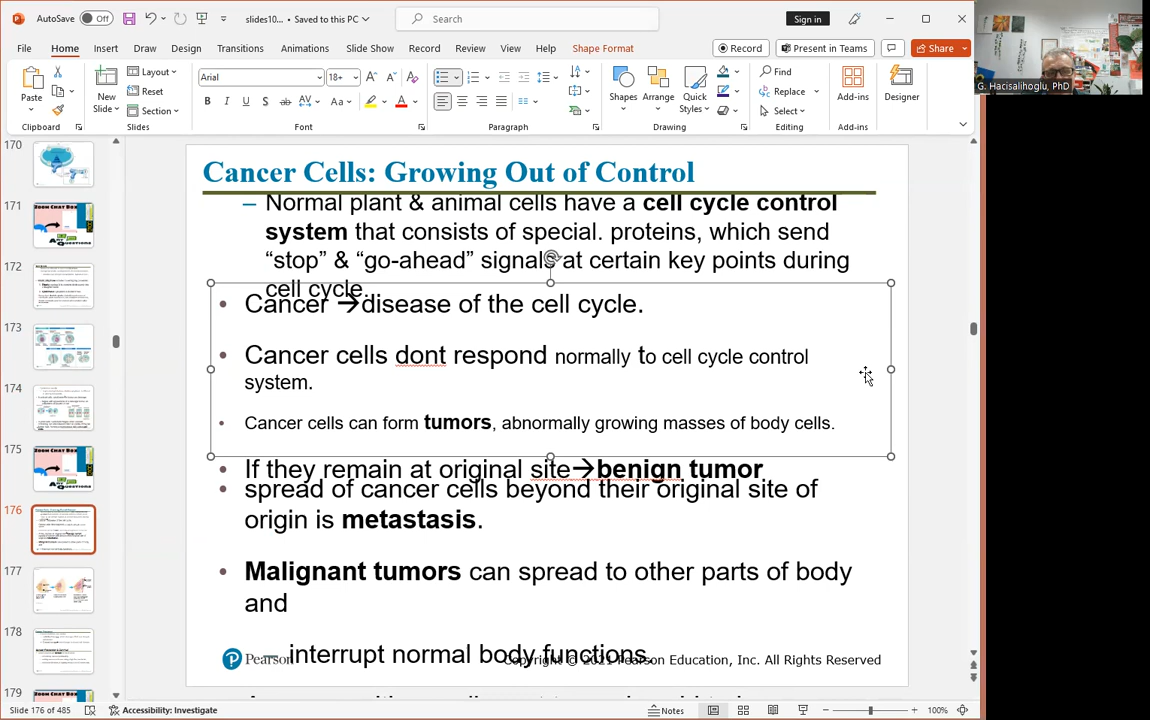 AutoSave Off slides10... • Saved to this PC Search Sign in
File Home Insert Draw Design Transitions Animations Slide Show Record Review View Help Shape Format Record Present in Teams Share
Paste New Slide Layout Reset Section Arial 18+ Shapes Arrange Quick Styles Find Replace Select Add-ins Designer
Clipboard Slides Font Paragraph Drawing Editing Add-ins
G. Hacisalihoglu, PhD
170
171
172
173
174
175
176
177
178
179
Cancer Cells: Growing Out of Control
– Normal plant & animal cells have a cell cycle control
system that consists of special. proteins, which send
“stop” & “go-ahead” signals at certain key points during
cell cycle.
• Cancer →disease of the cell cycle.
• Cancer cells dont respond normally to cell cycle control
system.
• Cancer cells can form tumors, abnormally growing masses of body cells.
• If they remain at original site→benign tumor
• spread of cancer cells beyond their original site of
origin is metastasis.
• Malignant tumors can spread to other parts of body
and
– interrupt normal body functions.
Pearson Copyright © 2021 Pearson Education, Inc. All Rights Reserved
Slide 176 of 485 Accessibility: Investigate Notes 100%